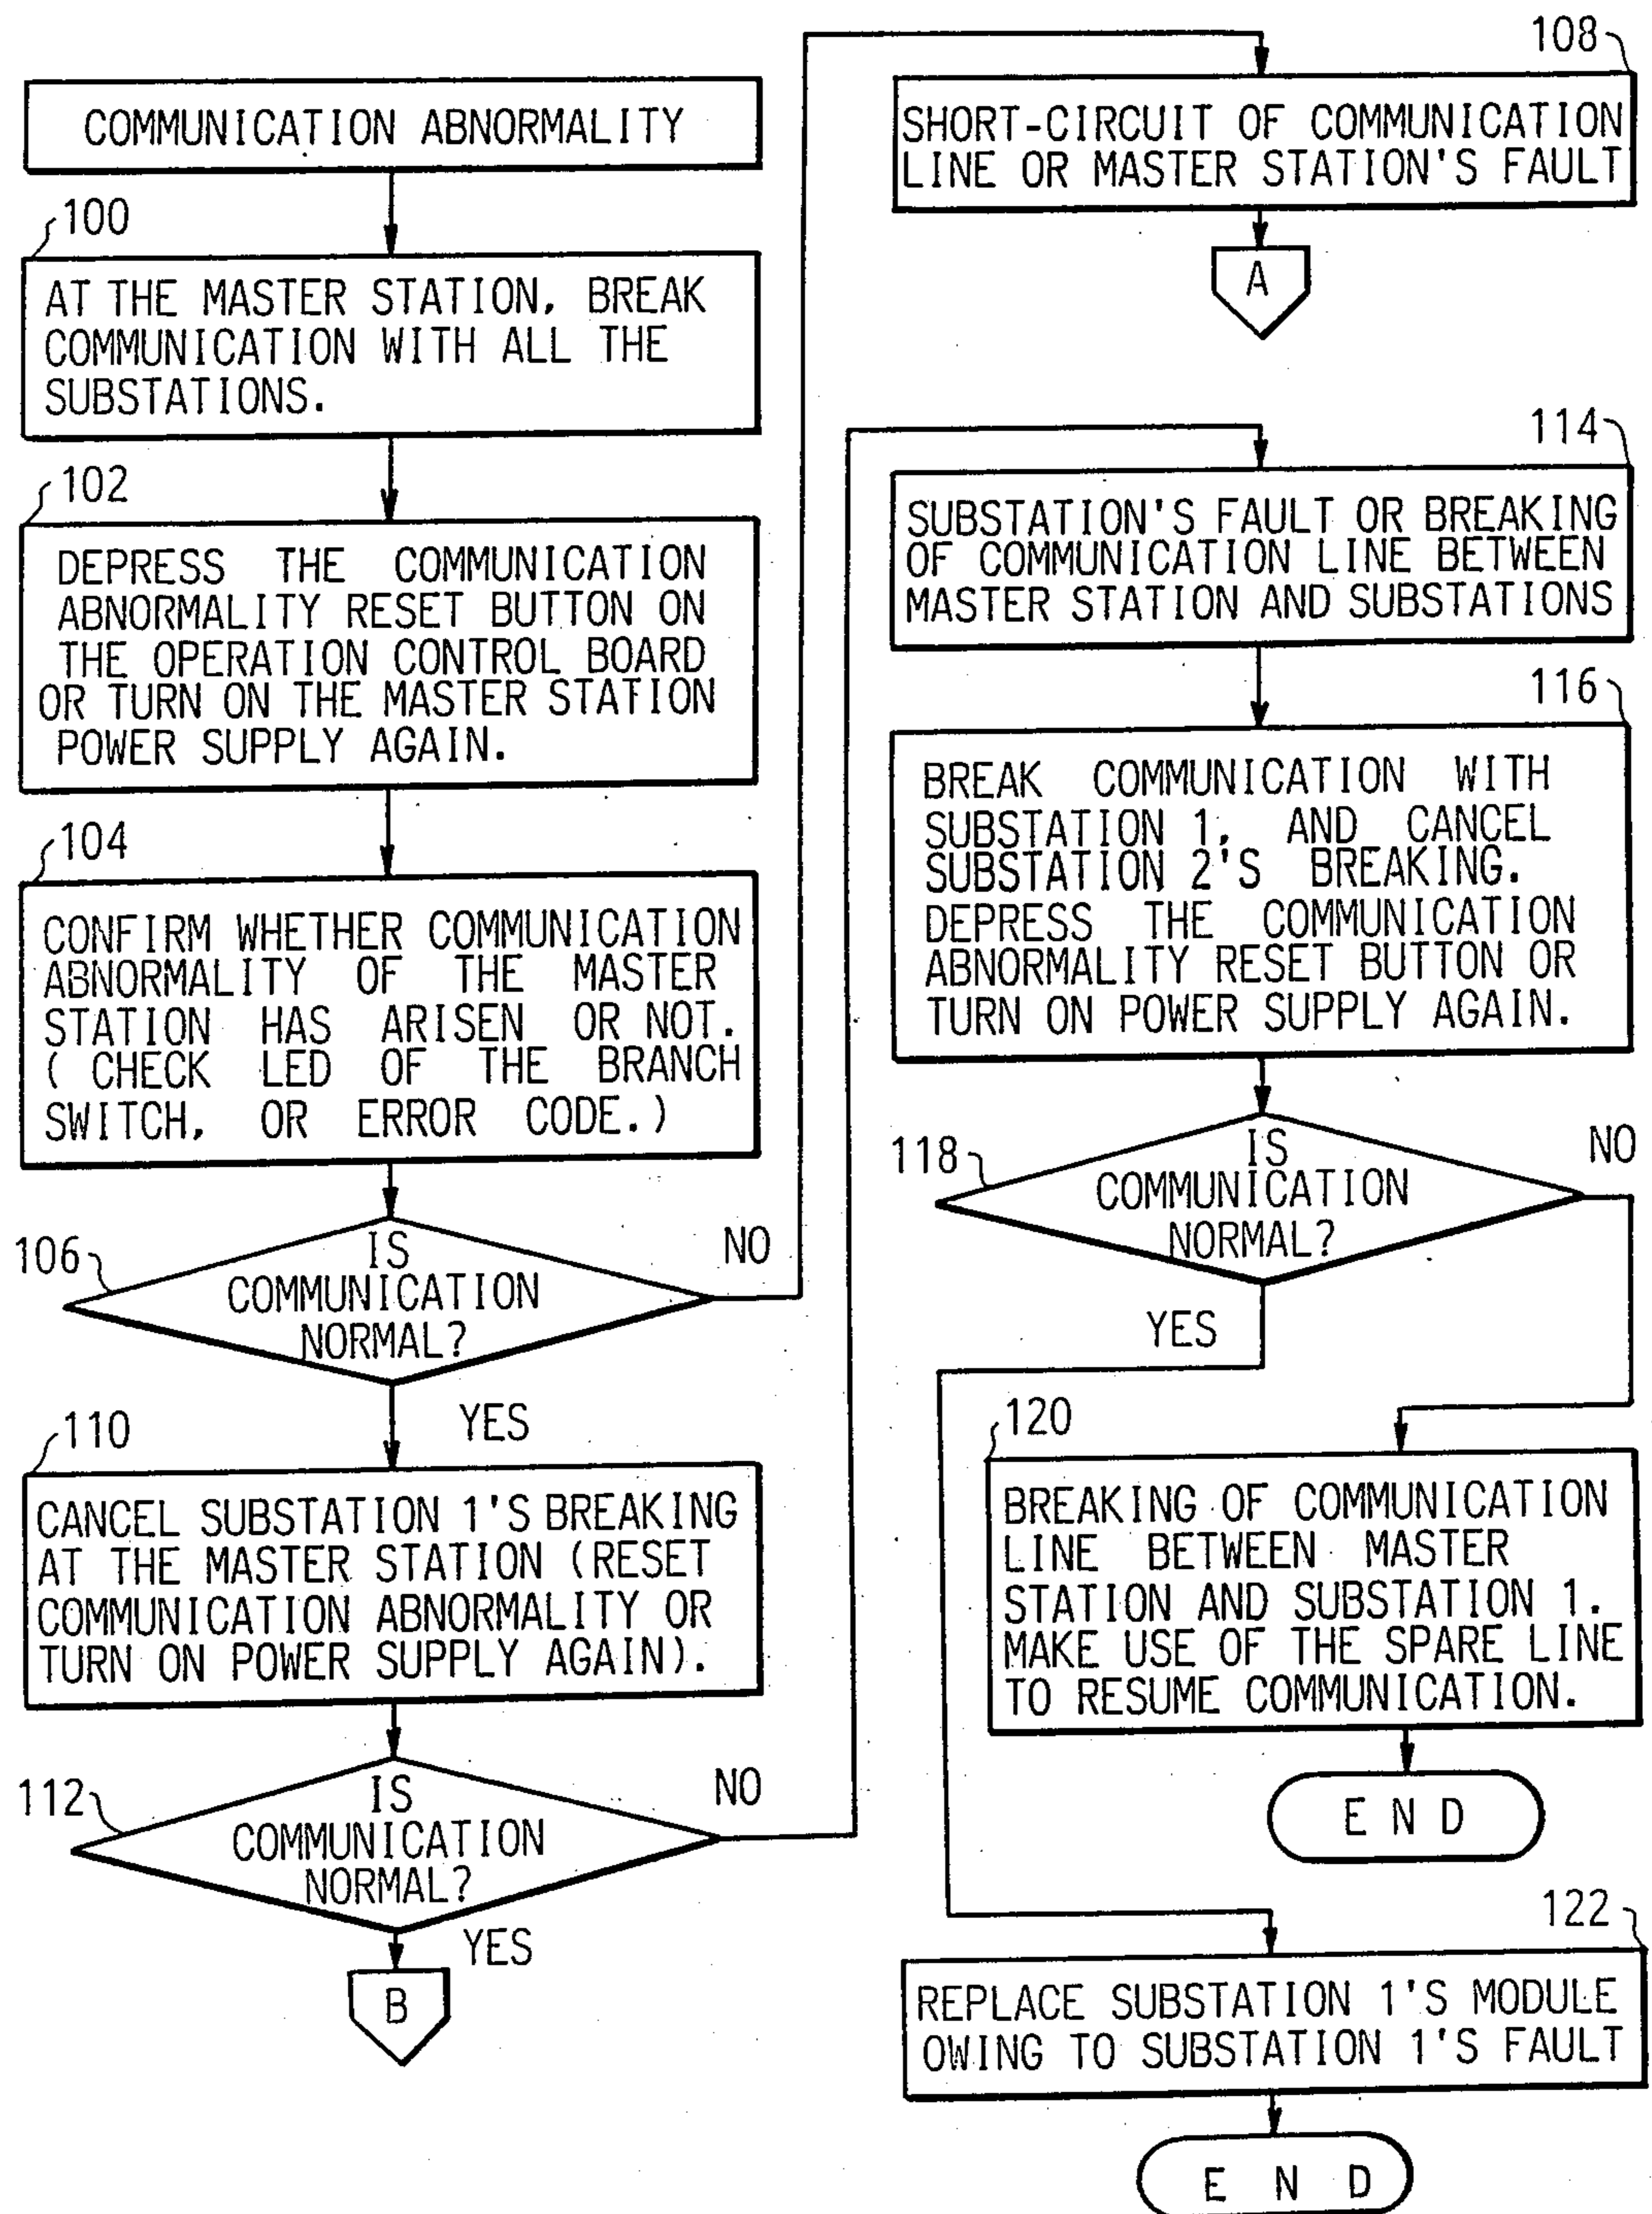 COMMUNICATION ABNORMALITY
100
AT THE MASTER STATION, BREAK
COMMUNICATION WITH ALL THE
SUBSTATIONS.
102
DEPRESS THE COMMUNICATION
ABNORMALITY RESET BUTTON ON
THE OPERATION CONTROL BOARD
OR TURN ON THE MASTER STATION
POWER SUPPLY AGAIN.
104
CONFIRM WHETHER COMMUNICATION
ABNORMALITY OF THE MASTER
STATION HAS ARISEN OR NOT.
( CHECK LED OF THE BRANCH
SWITCH, OR ERROR CODE.)
106
IS
COMMUNICATION
NORMAL?
NO
YES
110
CANCEL SUBSTATION 1'S BREAKING
AT THE MASTER STATION (RESET
COMMUNICATION ABNORMALITY OR
TURN ON POWER SUPPLY AGAIN).
112
IS
COMMUNICATION
NORMAL?
NO
YES
B
108
SHORT-CIRCUIT OF COMMUNICATION
LINE OR MASTER STATION'S FAULT
A
114
SUBSTATION'S FAULT OR BREAKING
OF COMMUNICATION LINE BETWEEN
MASTER STATION AND SUBSTATIONS
116
BREAK COMMUNICATION WITH
SUBSTATION 1, AND CANCEL
SUBSTATION 2'S BREAKING.
DEPRESS THE COMMUNICATION
ABNORMALITY RESET BUTTON OR
TURN ON POWER SUPPLY AGAIN.
118
IS
COMMUNICATION
NORMAL?
NO
YES
120
BREAKING OF COMMUNICATION
LINE BETWEEN MASTER
STATION AND SUBSTATION 1.
MAKE USE OF THE SPARE LINE
TO RESUME COMMUNICATION.
END
122
REPLACE SUBSTATION 1'S MODULE
OWING TO SUBSTATION 1'S FAULT
END